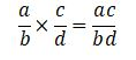 a/b × c/d = ac/bd